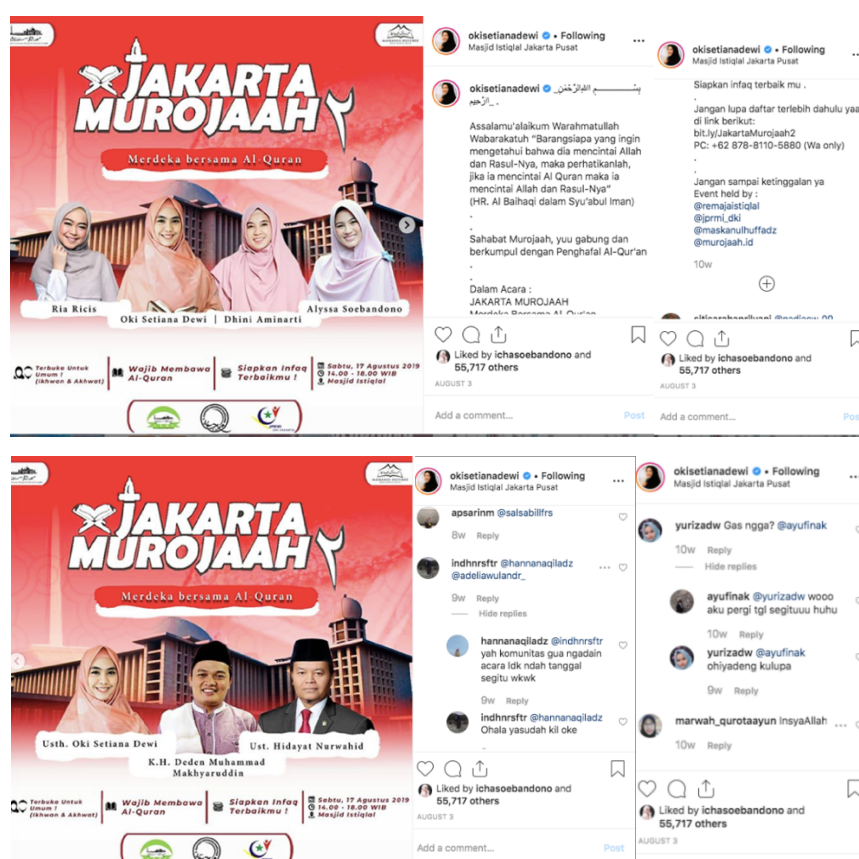 JAKARTA
MUROJAAH ٢
Merdeka bersama Al-Quran
Ria Ricis
Oki Setiana Dewi | Dhini Aminarti
Alyssa Soebandono
Terbuka Untuk
Umum !
(Ikhwan & Akhwat)
Wajib Membawa
Al-Quran
Siapkan Infaq
Terbaikmu !
Sabtu, 17 Agustus 2019
14.00 - 18.00 WIB
Masjid Istiqlal
okisetianadewi • Following
Masjid Istiqlal Jakarta Pusat
okisetianadewi _بِسْــــــــــمِ اللهِ الرَّحْمَنِ
الرَّحِيم_ .
Assalamu'alaikum Warahmatullah
Wabarakatuh “Barangsiapa yang ingin
mengetahui bahwa dia mencintai Allah
dan Rasul-Nya, maka perhatikanlah,
jika ia mencintai Al Quran maka ia
mencintai Allah dan Rasul-Nya”
(HR. Al Baihaqi dalam Syu'abul Iman)
.
.
Sahabat Murojaah, yuu gabung dan
berkumpul dengan Penghafal Al-Qur'an
.
.
Dalam Acara :
JAKARTA MUROJAAH
Merdeka Bersama Al-Qur'an
Liked by ichasoebandono and
55,717 others
AUGUST 3
Add a comment...
Post
okisetianadewi • Following
Masjid Istiqlal Jakarta Pusat
Siapkan infaq terbaik mu .
.
Jangan lupa daftar terlebih dahulu yaa
di link berikut:
bit.ly/JakartaMurojaah2
PC: +62 878-8110-5880 (Wa only)
.
.
Jangan sampai ketinggalan ya
Event held by :
@remajaistiqlal
@jprmi_dki
@maskanulhuffadz
@murojaah.id
10w
Liked by ichasoebandono and
55,717 others
AUGUST 3
Add a comment...
Pos
JAKARTA
MUROJAAH ٢
Merdeka bersama Al-Quran
Usth. Oki Setiana Dewi
K.H. Deden Muhammad
Makhyaruddin
Ust. Hidayat Nurwahid
Terbuka Untuk
Umum !
(Ikhwan & Akhwat)
Wajib Membawa
Al-Quran
Siapkan Infaq
Terbaikmu !
Sabtu, 17 Agustus 2019
14.00 - 18.00 WIB
Masjid Istiqlal
okisetianadewi • Following
Masjid Istiqlal Jakarta Pusat
apsarinm @salsabillfrs
8w Reply
indhnrsftr @hannanaqiladz
@adeliawulandr_
9w Reply
Hide replies
hannanaqiladz @indhnrsftr
yah komunitas gua ngadain
acara ldk ndah tanggal
segitu wkwk
9w Reply
indhnrsftr @hannanaqiladz
Ohala yasudah kil oke
Liked by ichasoebandono and
55,717 others
AUGUST 3
Add a comment...
Post
okisetianadewi • Following
Masjid Istiqlal Jakarta Pusat
yurizadw Gas ngga? @ayufinak
10w Reply
Hide replies
ayufinak @yurizadw wooo
aku pergi tgl segituuu huhu
10w Reply
yurizadw @ayufinak
ohiyadeng kulupa
9w Reply
marwah_qurotaayun InsyaAllah
10w Reply
Liked by ichasoebandono and
55,717 others
AUGUST 3